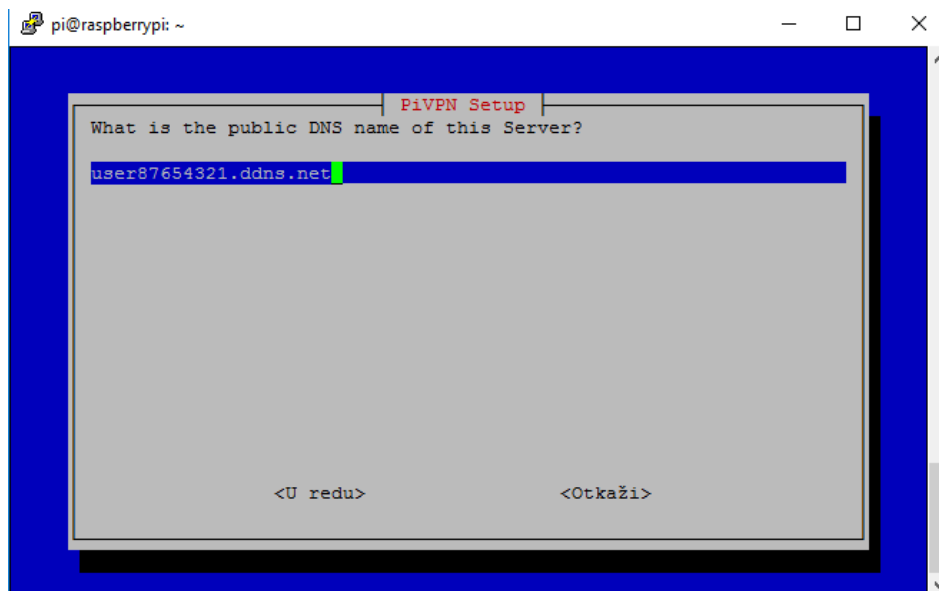 pi@raspberrypi: ~
PiVPN Setup
What is the public DNS name of this Server?
user87654321.ddns.net
<U redu> <Otkaži>